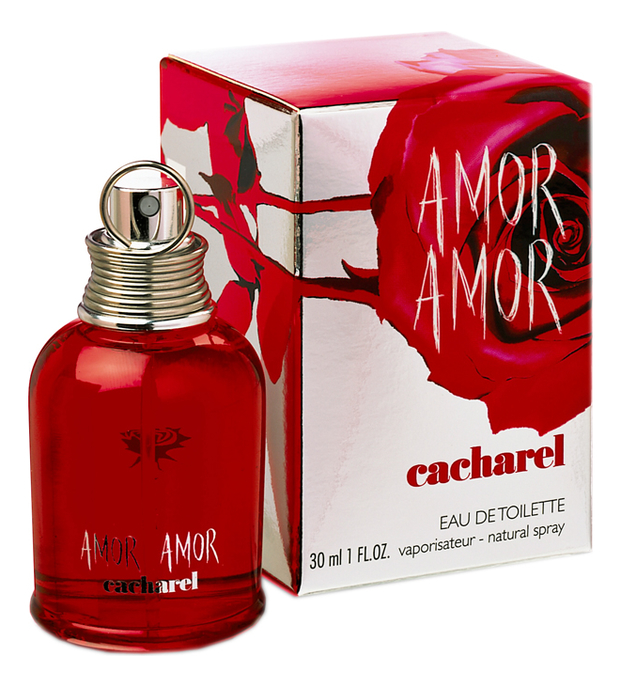 AMOR
AMOR
cacharel
EAU DE TOILETTE
30 ml 1 FL.OZ. vaporisateur - natural spray
AMOR AMOR
cacharel